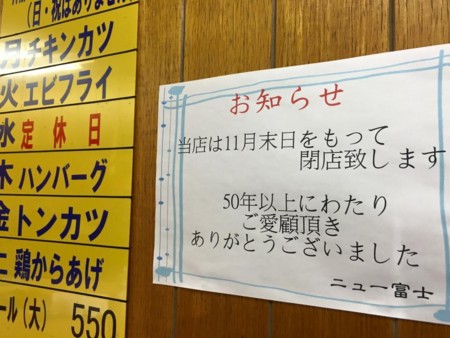 (日・祝はありません
月 チキンカツ
火 エビフライ
水 定休日
木 ハンバーグ
金 トンカツ
鶏からあげ
ール(大) 550
お知らせ
当店は11月末日をもって
閉店致します
50年以上にわたり
ご愛顧頂き
ありがとうございました
ニュー富士